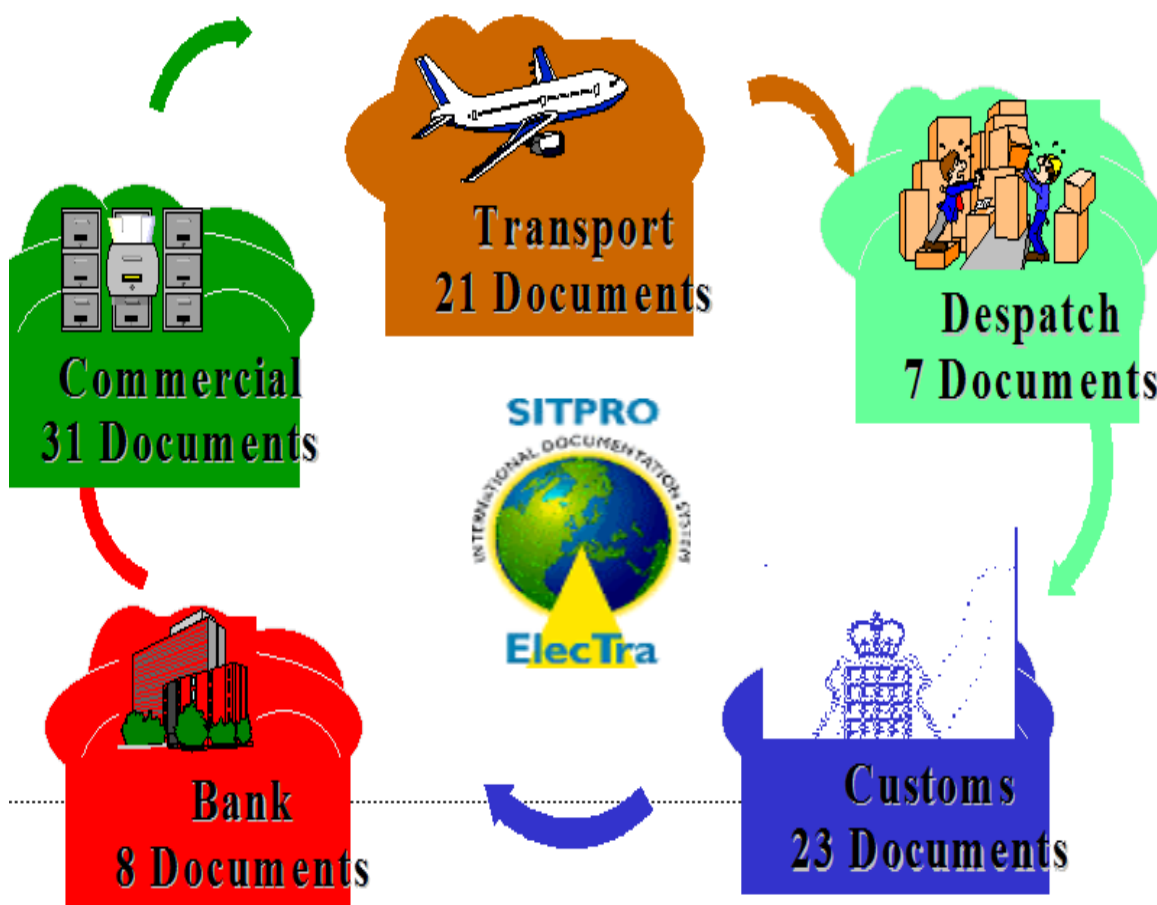 Transport
21 Documents
Despatch
7 Documents
Commercial
31 Documents
SITPRO
INTERNATIONAL DOCUMENTATION SYSTEM
ElecTra
Customs
23 Documents
Bank
8 Documents